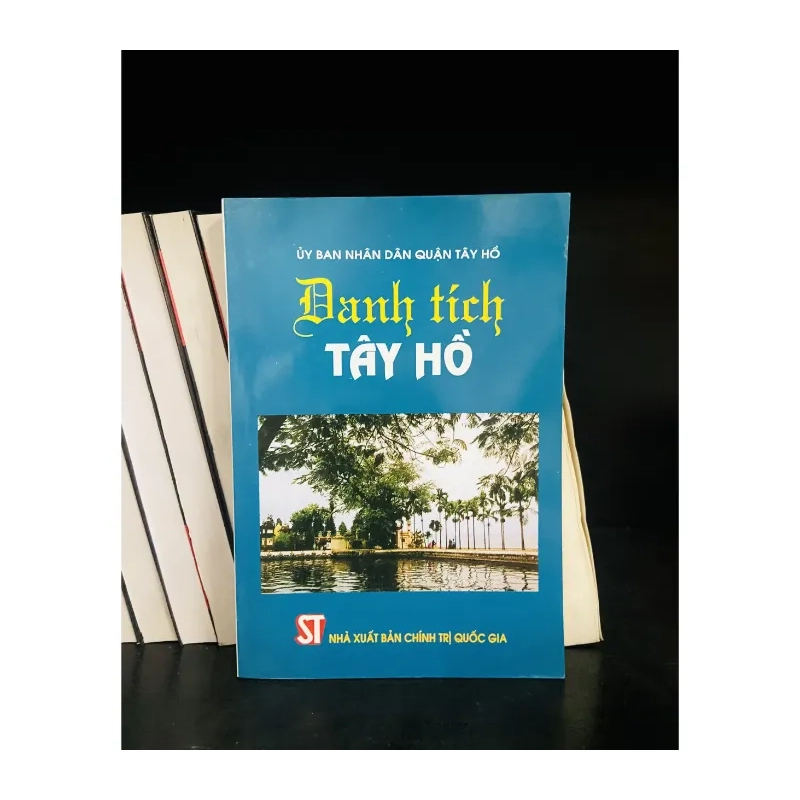 ỦY BAN NHÂN DÂN QUẬN TÂY HỒ
Danh tích
TÂY HỒ
ST NHÀ XUẤT BẢN CHÍNH TRỊ QUỐC GIA